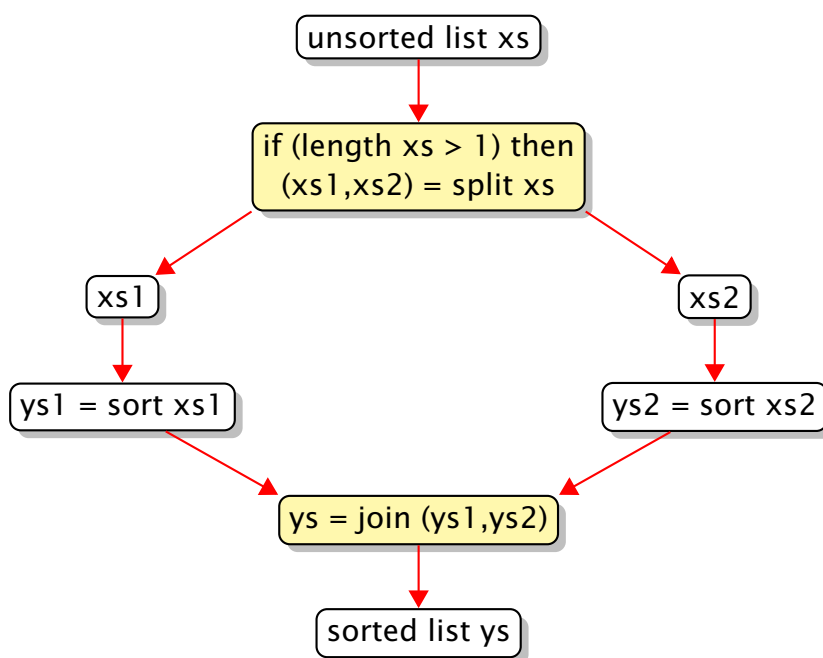 unsorted list xs
if (length xs > 1) then
(xs1,xs2) = split xs
xs1
xs2
ys1 = sort xs1
ys2 = sort xs2
ys = join (ys1,ys2)
sorted list ys